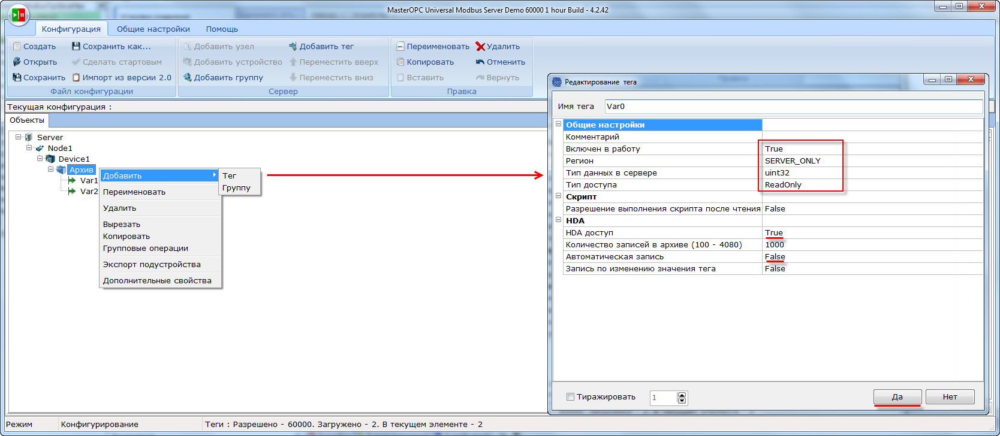 MasterOPC Universal Modbus Server Demo 60000 1 hour Build - 4.2.42
Конфигурация Общие настройки Помощь
Создать Сохранить как... Добавить узел Добавить тег Переименовать Удалить
Открыть Сделать стартовым Добавить устройство Переместить вверх Копировать Отменить
Сохранить Импорт из версии 2.0 Добавить группу Переместить вниз Вставить Вернуть
Файл конфигурации Сервер Правка
Текущая конфигурация :
Объекты
Server
Node1
Device1
Архив
Var1
Var2
Добавить
Переименовать
Удалить
Вырезать
Копировать
Групповые операции
Экспорт подустройства
Дополнительные свойства
Тег
Группу
Редактирование тега
Имя тега Var0
Общие настройки
Комментарий
Включен в работу True
Регион SERVER_ONLY
Тип данных в сервере uint32
Тип доступа ReadOnly
Скрипт
Разрешение выполнения скрипта после чтения False
HDA
HDA доступ True
Количество записей в архиве (100 - 4080) 1000
Автоматическая запись False
Запись по изменению значения тега False
Тиражировать 1 Да Нет
Режим Конфигурирование Теги : Разрешено - 60000. Загружено - 2. В текущем элементе - 2